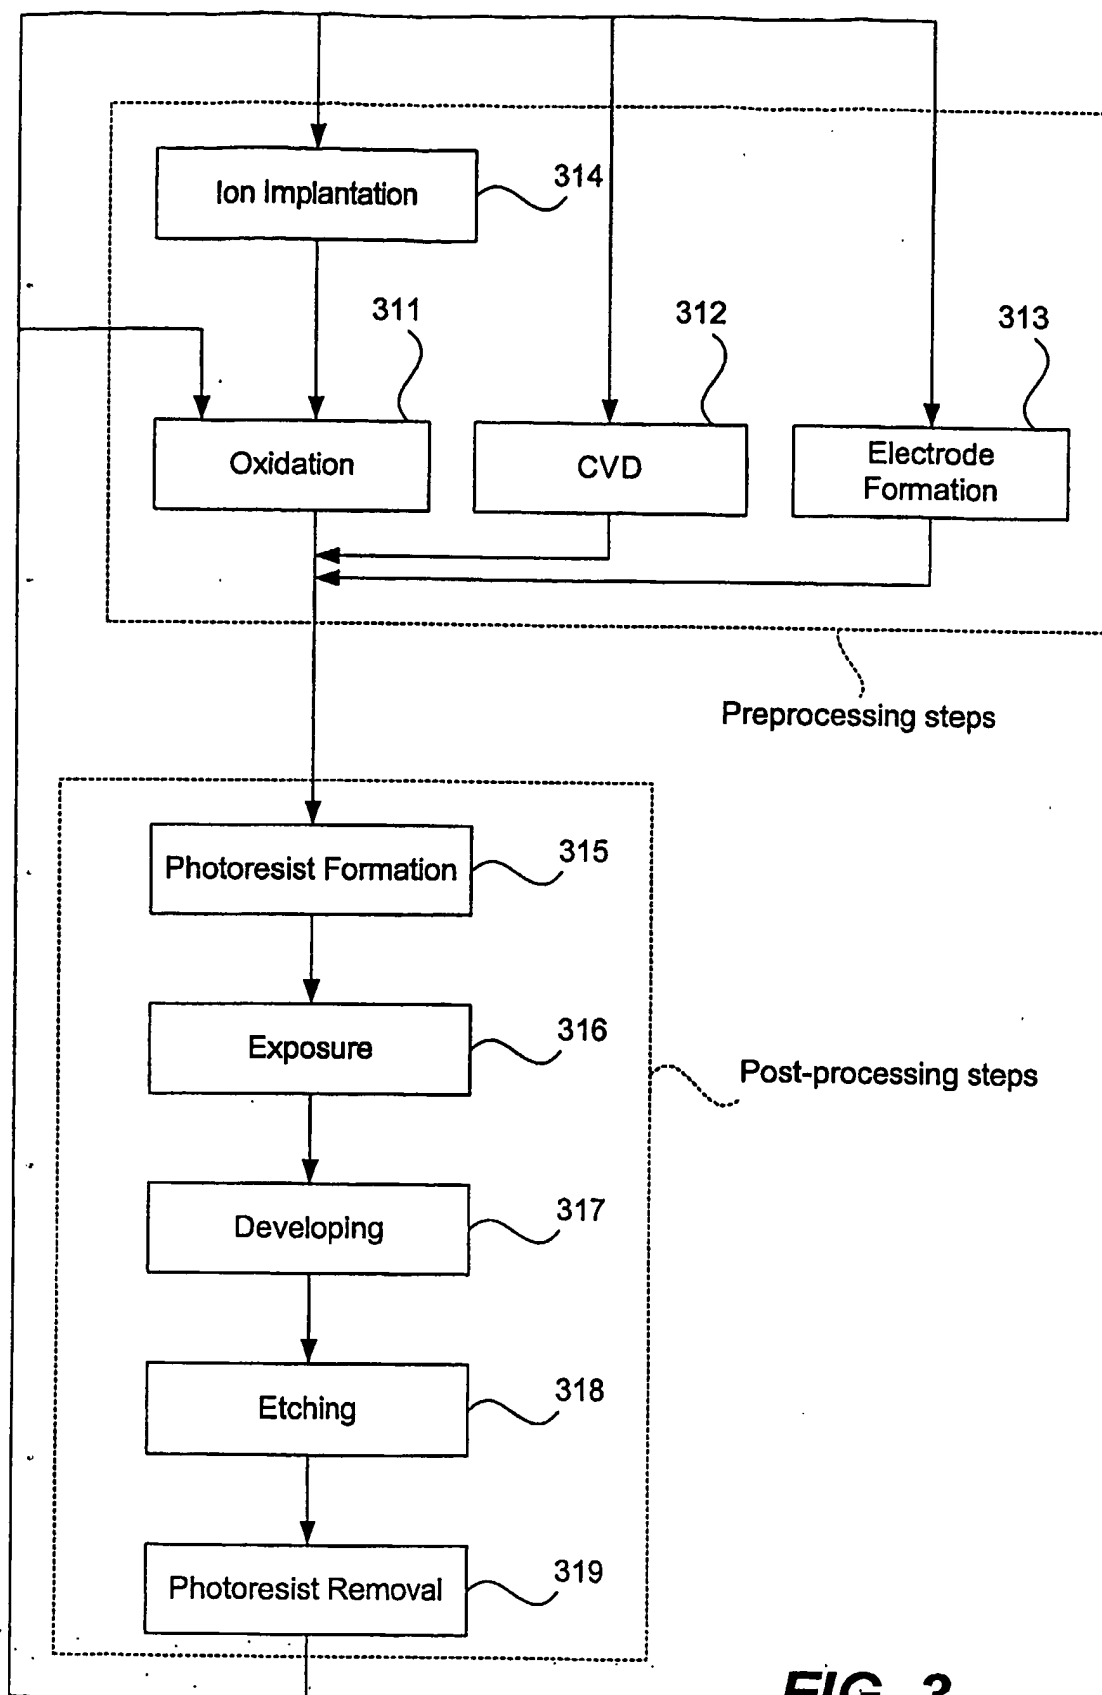 Ion Implantation
314
311
312
313
Oxidation
CVD
Electrode
Formation
Preprocessing steps
Photoresist Formation
315
Exposure
316
Post-processing steps
Developing
317
Etching
318
Photoresist Removal
319
FIG.